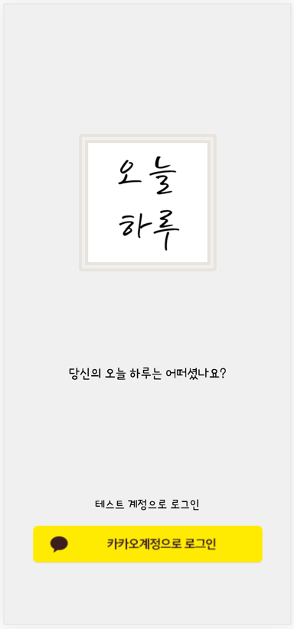 오늘
하루
당신의 오늘 하루는 어떠셨나요?
테스트 계정으로 로그인
카카오계정으로 로그인